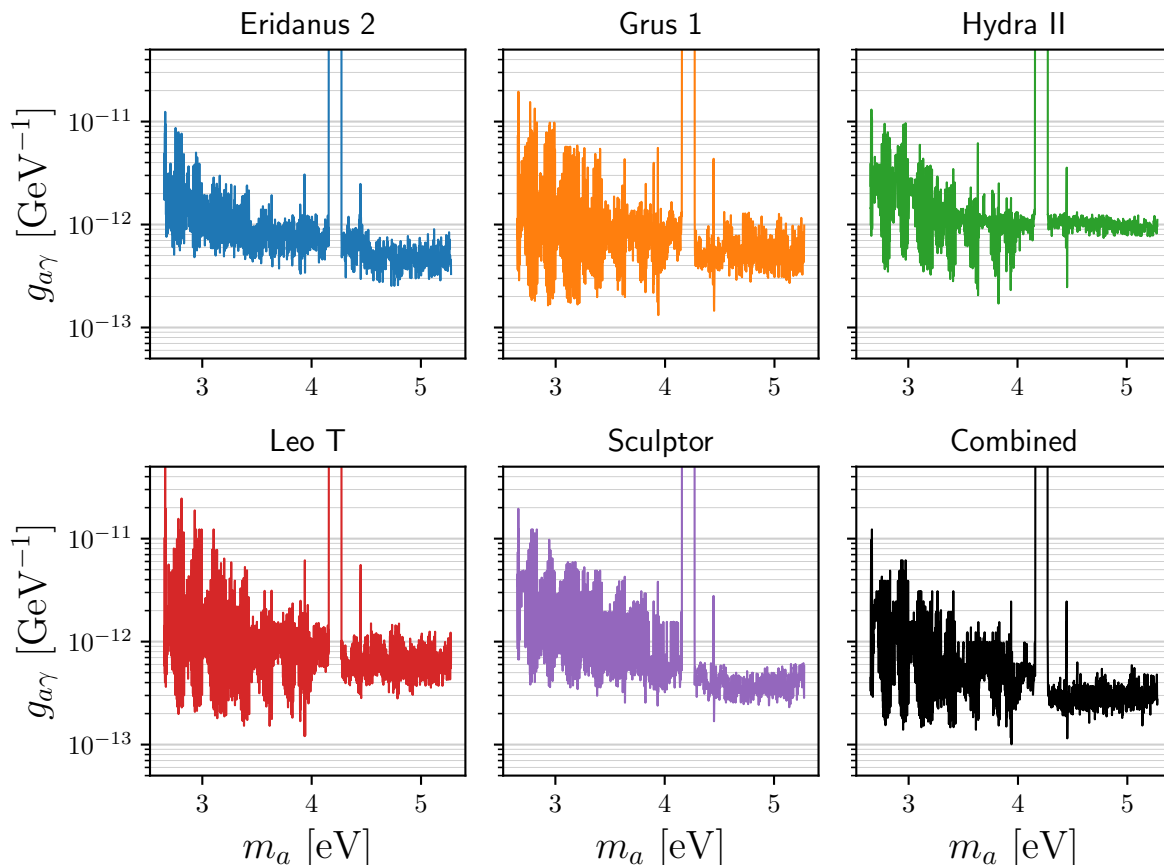 Eridanus 2
Grus 1
Hydra II
g_{aγ} [GeV⁻¹]
10⁻¹¹
10⁻¹²
10⁻¹³
3 4 5
3 4 5
3 4 5
Leo T
Sculptor
Combined
g_{aγ} [GeV⁻¹]
10⁻¹¹
10⁻¹²
10⁻¹³
3 4 5
3 4 5
3 4 5
m_a [eV]
m_a [eV]
m_a [eV]